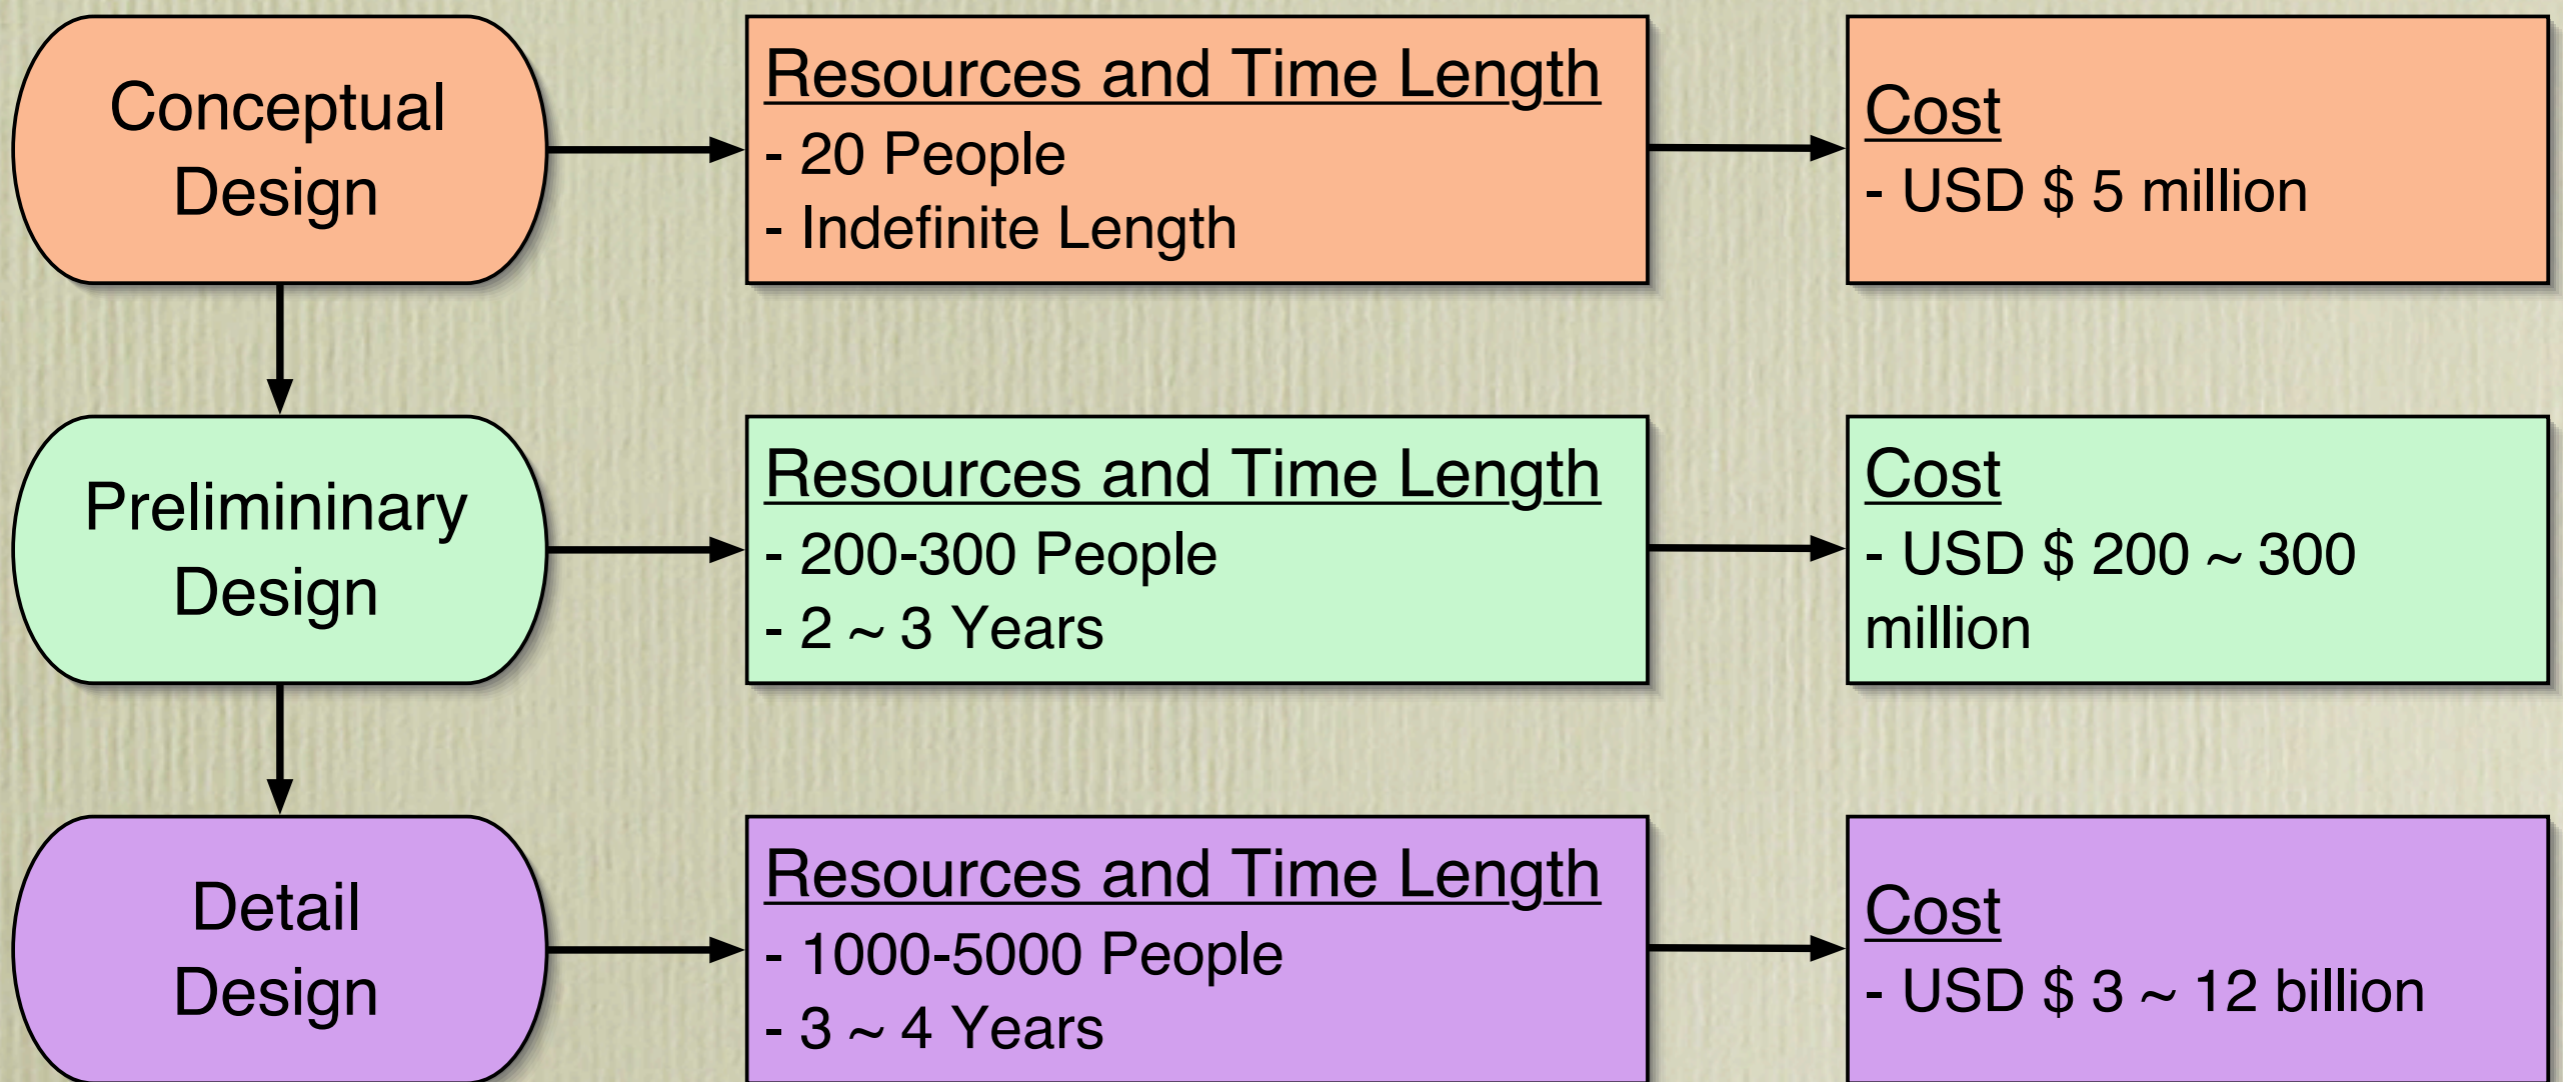 Conceptual
Design
Resources and Time Length
- 20 People
- Indefinite Length
Cost
- USD $ 5 million
Prelimininary
Design
Resources and Time Length
- 200-300 People
- 2 ~ 3 Years
Cost
- USD $ 200 ~ 300
million
Detail
Design
Resources and Time Length
- 1000-5000 People
- 3 ~ 4 Years
Cost
- USD $ 3 ~ 12 billion